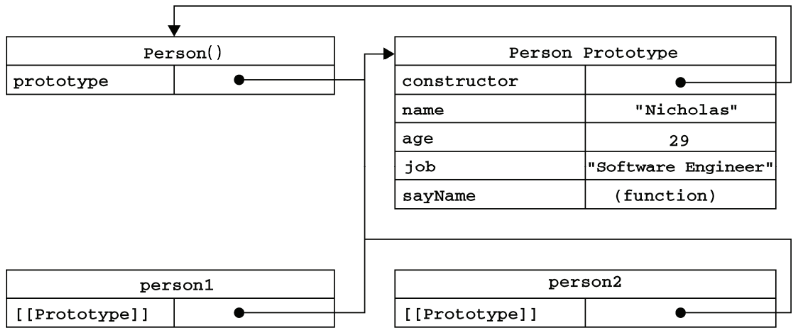 Person()
prototype
Person Prototype
constructor
name "Nicholas"
age 29
job "Software Engineer"
sayName (function)
person1
[[Prototype]]
person2
[[Prototype]]